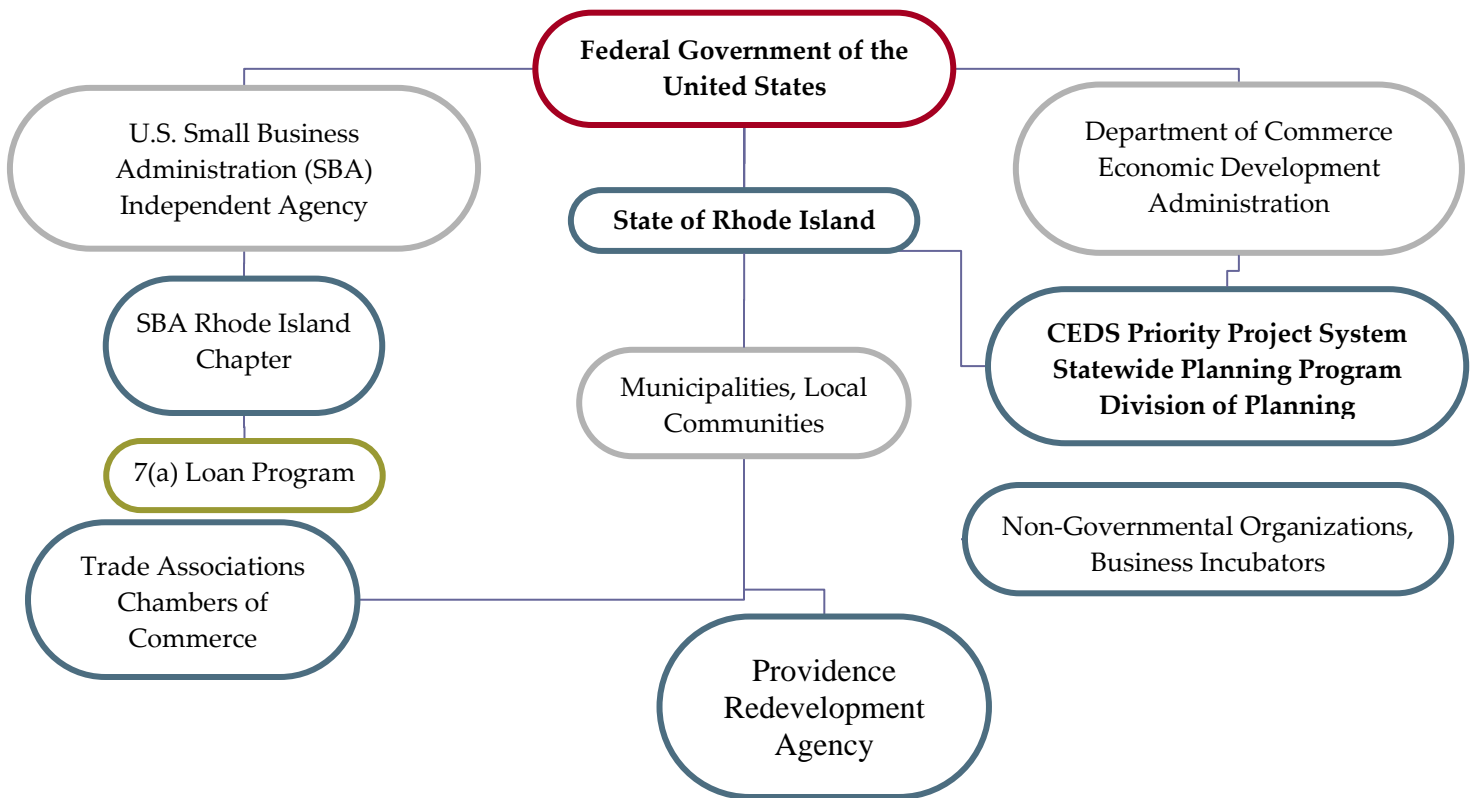 Federal Government of the
United States
U.S. Small Business
Administration (SBA)
Independent Agency
Department of Commerce
Economic Development
Administration
State of Rhode Island
SBA Rhode Island
Chapter
CEDS Priority Project System
Statewide Planning Program
Division of Planning
Municipalities, Local
Communities
7(a) Loan Program
Non-Governmental Organizations,
Business Incubators
Trade Associations
Chambers of
Commerce
Providence
Redevelopment
Agency